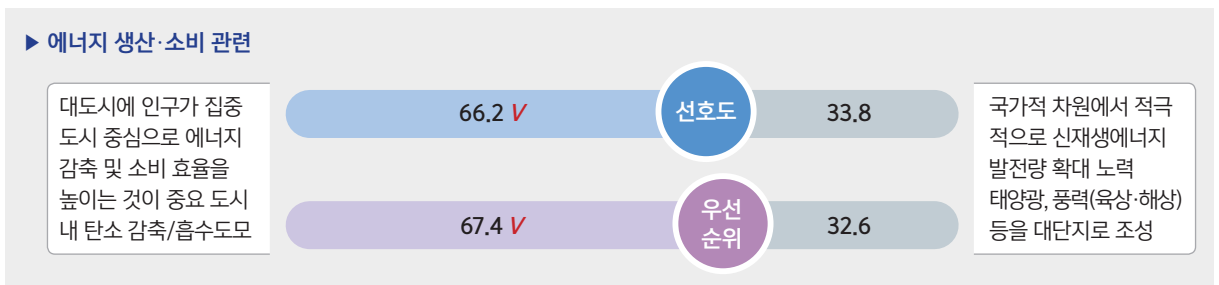 ▶ 에너지 생산·소비 관련
대도시에 인구가 집중
도시 중심으로 에너지
감축 및 소비 효율을
높이는 것이 중요 도시
내 탄소 감축/흡수도모
66.2 V
선호도
33.8
67.4 V
우선
순위
32.6
국가적 차원에서 적극
적으로 신재생에너지
발전량 확대 노력
태양광, 풍력(육상·해상)
등을 대단지로 조성